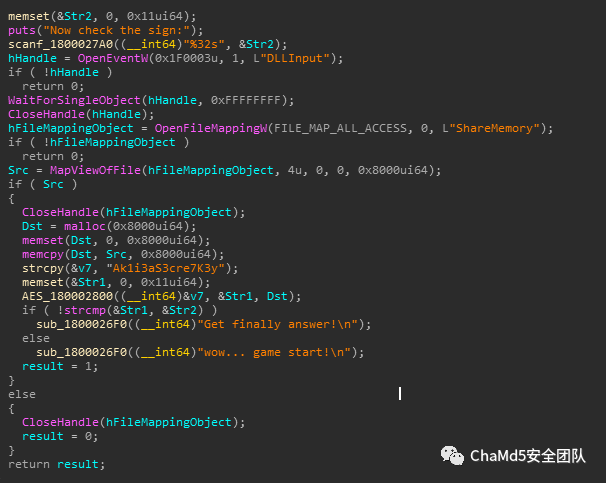 memset(&Str2, 0, 0x11ui64);
puts("Now check the sign:");
scanf_1800027A0((__int64)"%32s", &Str2);
hHandle = OpenEventW(0x1F0003u, 1, L"DLLInput");
if ( !hHandle )
  return 0;
WaitForSingleObject(hHandle, 0xFFFFFFFF);
CloseHandle(hHandle);
hFileMappingObject = OpenFileMappingW(FILE_MAP_ALL_ACCESS, 0, L"ShareMemory");
if ( !hFileMappingObject )
  return 0;
Src = MapViewOfFile(hFileMappingObject, 4u, 0, 0, 0x8000ui64);
if ( Src )
{
  CloseHandle(hFileMappingObject);
  Dst = malloc(0x8000ui64);
  memset(Dst, 0, 0x8000ui64);
  memcpy(Dst, Src, 0x8000ui64);
  strcpy(&v7, "Ak1i3aS3cre7K3y");
  memset(&Str1, 0, 0x11ui64);
  AES_180002800((__int64)&v7, &Str1, Dst);
  if ( !strcmp(&Str1, &Str2) )
    sub_1800026F0((__int64)"Get finally answer!\n");
  else
    sub_1800026F0((__int64)"wow... game start!\n");
  result = 1;
}
else
{
  CloseHandle(hFileMappingObject);
  result = 0;
}
return result;
ChaMd5安全团队